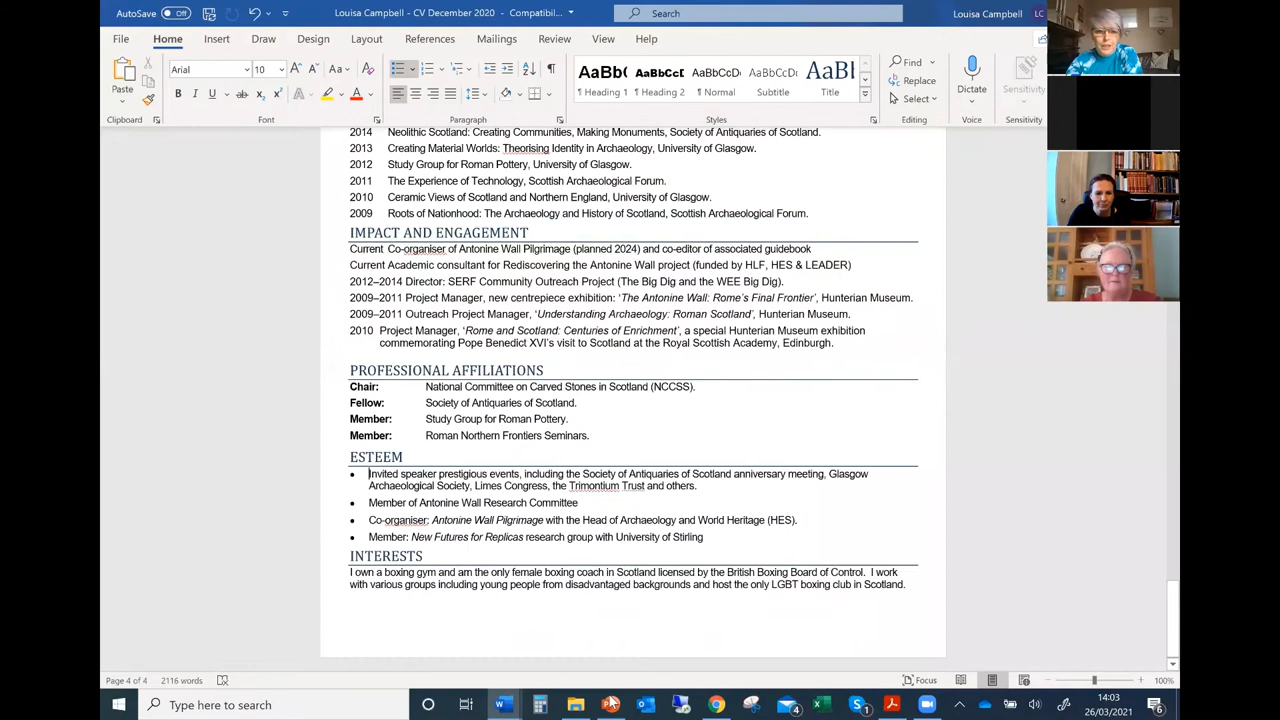 AutoSave Off
Louisa Campbell - CV December 2020 - Compatibil...
Search
Louisa Campbell LC
File Home Insert Draw Design Layout References Mailings Review View Help
Paste
Arial 10
Aa
B I U ab x2 x2 A A
AaBb( AaBbCcD AaBbCcD AaBbCcD AaBl
¶ Heading 1 ¶ Heading 2 ¶ Normal Subtitle Title
Find
Replace
Select
Dictate Sensitivity
Clipboard Font Paragraph Styles Editing Voice Sensitivity
2014 Neolithic Scotland: Creating Communities, Making Monuments, Society of Antiquaries of Scotland.
2013 Creating Material Worlds: Theorising Identity in Archaeology, University of Glasgow.
2012 Study Group for Roman Pottery, University of Glasgow.
2011 The Experience of Technology, Scottish Archaeological Forum.
2010 Ceramic Views of Scotland and Northern England, University of Glasgow.
2009 Roots of Nationhood: The Archaeology and History of Scotland, Scottish Archaeological Forum.
IMPACT AND ENGAGEMENT
Current Co-organiser of Antonine Wall Pilgrimage (planned 2024) and co-editor of associated guidebook
Current Academic consultant for Rediscovering the Antonine Wall project (funded by HLF, HES & LEADER)
2012–2014 Director: SERF Community Outreach Project (The Big Dig and the WEE Big Dig).
2009–2011 Project Manager, new centrepiece exhibition: ‘The Antonine Wall: Rome’s Final Frontier’, Hunterian Museum.
2009–2011 Outreach Project Manager, ‘Understanding Archaeology: Roman Scotland’, Hunterian Museum.
2010 Project Manager, ‘Rome and Scotland: Centuries of Enrichment’, a special Hunterian Museum exhibition
commemorating Pope Benedict XVI’s visit to Scotland at the Royal Scottish Academy, Edinburgh.
PROFESSIONAL AFFILIATIONS
Chair: National Committee on Carved Stones in Scotland (NCCSS).
Fellow: Society of Antiquaries of Scotland.
Member: Study Group for Roman Pottery.
Member: Roman Northern Frontiers Seminars.
ESTEEM
• Invited speaker prestigious events, including the Society of Antiquaries of Scotland anniversary meeting, Glasgow
Archaeological Society, Limes Congress, the Trimontium Trust and others.
• Member of Antonine Wall Research Committee
• Co-organiser: Antonine Wall Pilgrimage with the Head of Archaeology and World Heritage (HES).
• Member: New Futures for Replicas research group with University of Stirling
INTERESTS
I own a boxing gym and am the only female boxing coach in Scotland licensed by the British Boxing Board of Control. I work
with various groups including young people from disadvantaged backgrounds and host the only LGBT boxing club in Scotland.
Page 4 of 4 2116 words Focus 100%
Type here to search
4 1
14:03
26/03/2021
6